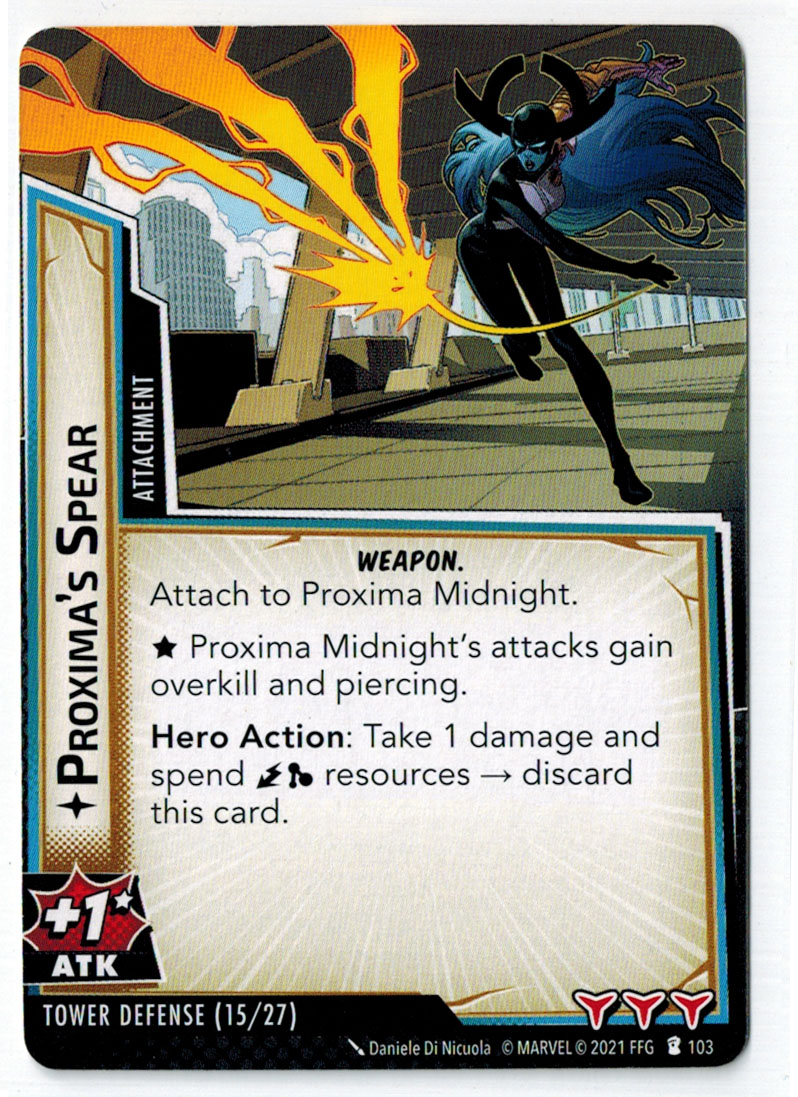 ATTACHMENT
PROXIMA'S SPEAR
WEAPON.
Attach to Proxima Midnight.
★ Proxima Midnight's attacks gain
overkill and piercing.
Hero Action: Take 1 damage and
spend resources → discard
this card.
+1★
ATK
TOWER DEFENSE (15/27)
Daniele Di Nicuola © MARVEL © 2021 FFG 103